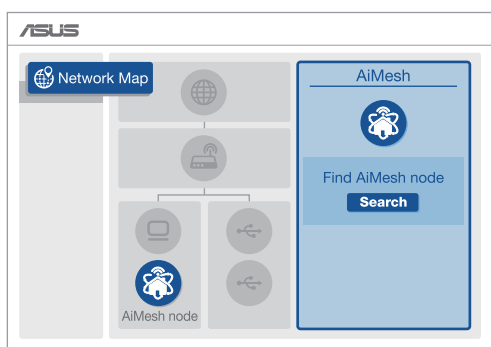 ASUS
Network Map
AiMesh
Find AiMesh node
Search
AiMesh node